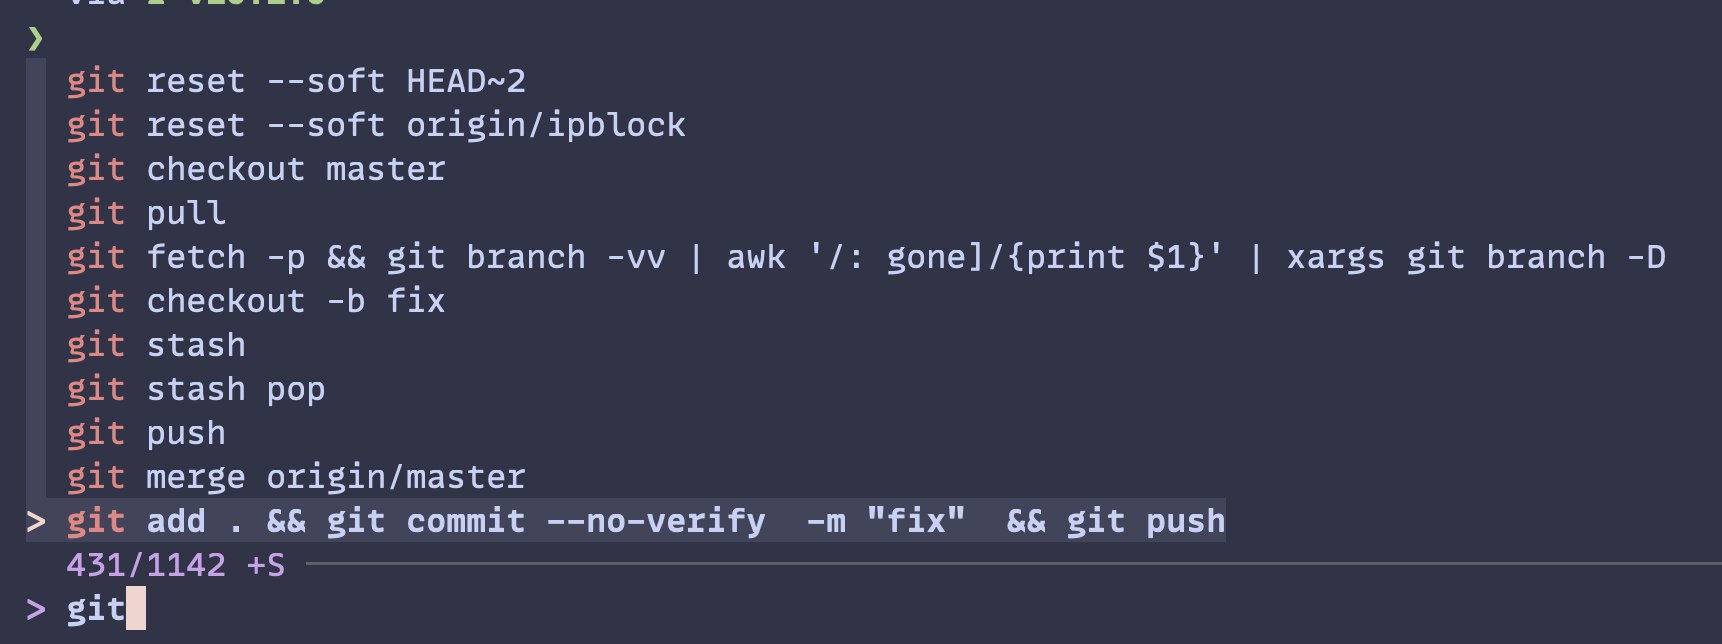 ❯
git reset --soft HEAD~2
git reset --soft origin/ipblock
git checkout master
git pull
git fetch -p && git branch -vv | awk '/: gone]/{print $1}' | xargs git branch -D
git checkout -b fix
git stash
git stash pop
git push
git merge origin/master
> git add . && git commit --no-verify  -m "fix"  && git push
431/1142 +S
> git